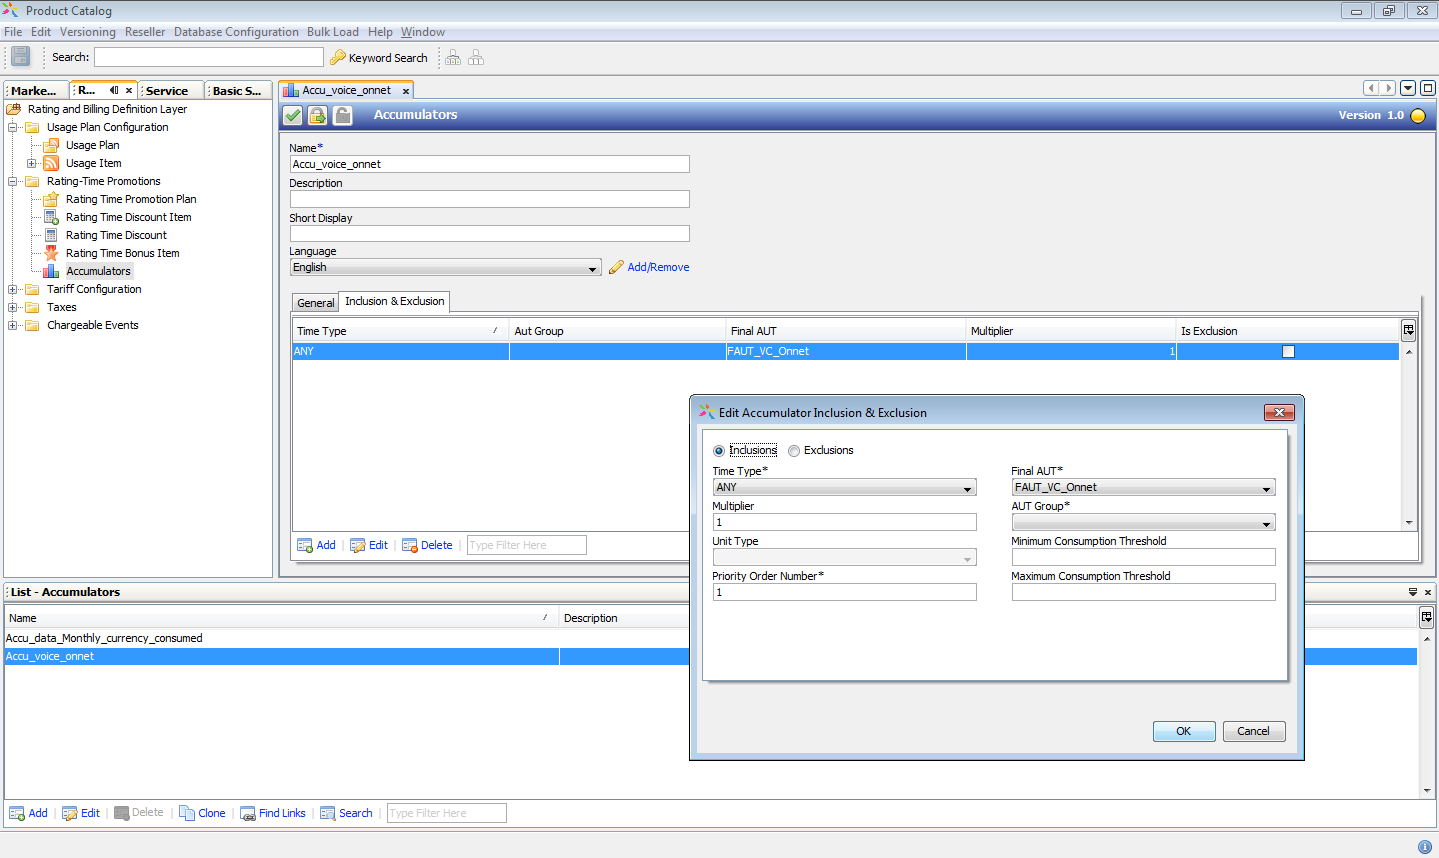 Product Catalog
File Edit Versioning Reseller Database Configuration Bulk Load Help Window
Search: Keyword Search
Marke... R... Service Basic S...
Rating and Billing Definition Layer
Usage Plan Configuration
Usage Plan
Usage Item
Rating-Time Promotions
Rating Time Promotion Plan
Rating Time Discount Item
Rating Time Discount
Rating Time Bonus Item
Accumulators
Tariff Configuration
Taxes
Chargeable Events
Accu_voice_onnet
Accumulators Version 1.0
Name*
Accu_voice_onnet
Description
Short Display
Language
English Add/Remove
General Inclusion & Exclusion
Time Type Aut Group Final AUT Multiplier Is Exclusion
ANY FAUT_VC_Onnet 1
Add Edit Delete Type Filter Here
Edit Accumulator Inclusion & Exclusion
Inclusions Exclusions
Time Type* Final AUT*
ANY FAUT_VC_Onnet
Multiplier AUT Group*
1
Unit Type Minimum Consumption Threshold
Priority Order Number* Maximum Consumption Threshold
1
OK Cancel
List - Accumulators
Name Description
Accu_data_Monthly_currency_consumed
Accu_voice_onnet
Add Edit Delete Clone Find Links Search Type Filter Here